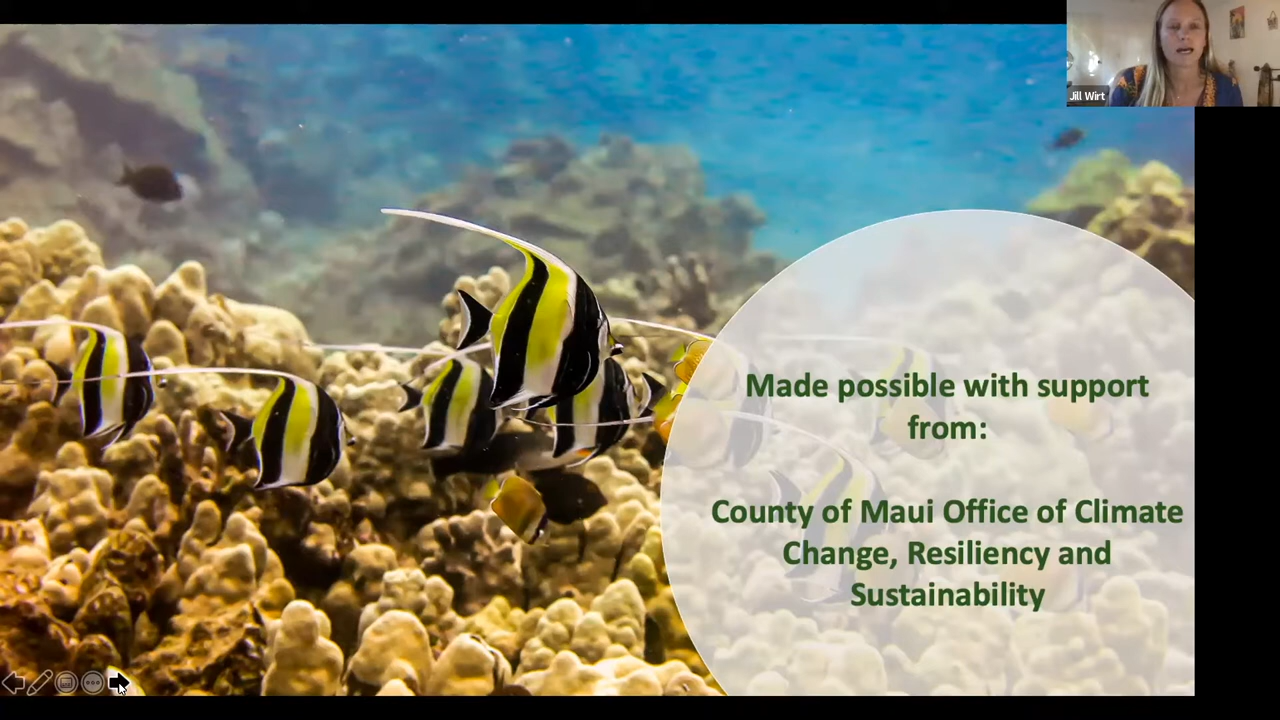 Jill Wirt
Made possible with support
from:
County of Maui Office of Climate
Change, Resiliency and
Sustainability